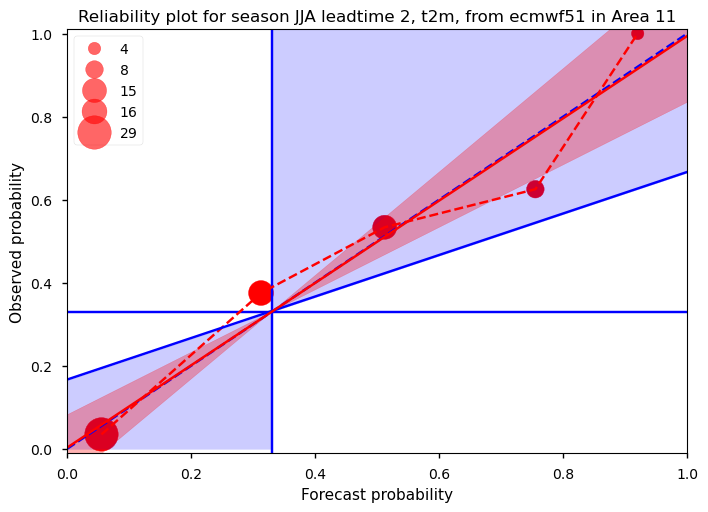 Reliability plot for season JJA leadtime 2, t2m, from ecmwf51 in Area 11
4
8
15
16
29
1.0
0.8
0.6
0.4
0.2
0.0
Observed probability
0.0 0.2 0.4 0.6 0.8 1.0
Forecast probability